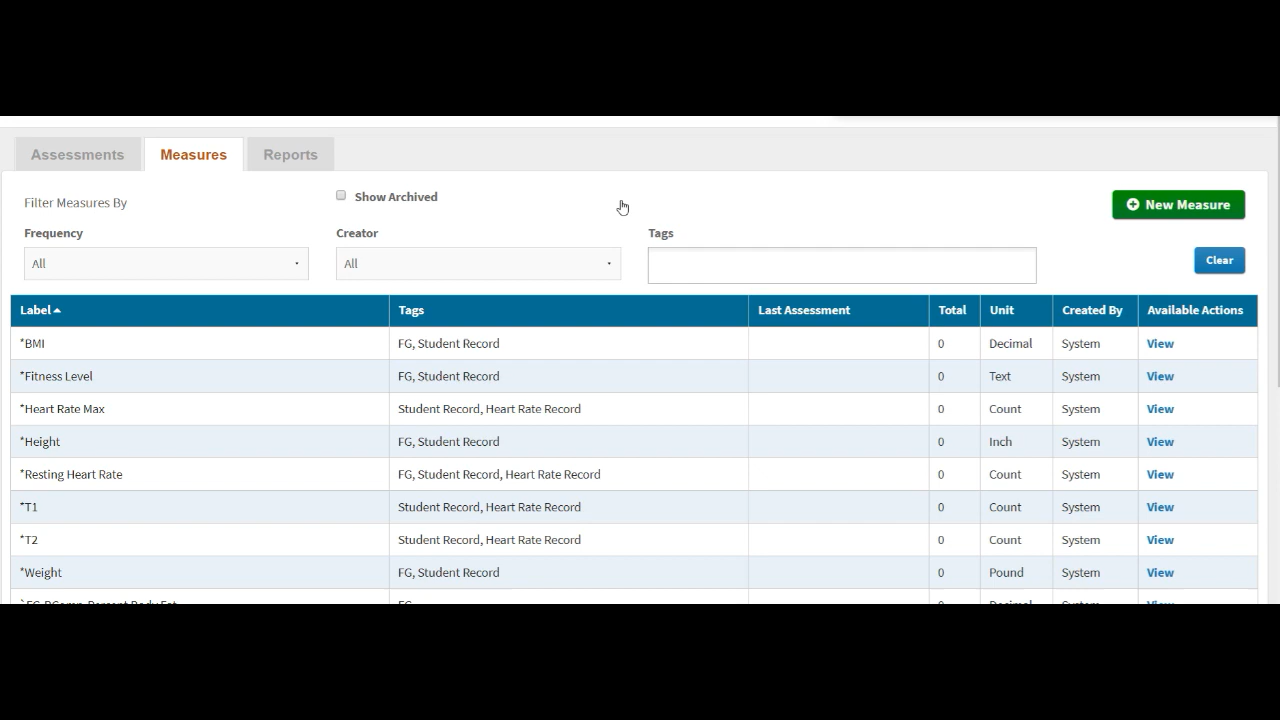 Assessments Measures Reports
Filter Measures By Show Archived New Measure
Frequency Creator Tags
All All Clear
Label Tags Last Assessment Total Unit Created By Available Actions
*BMI FG, Student Record 0 Decimal System View
*Fitness Level FG, Student Record 0 Text System View
*Heart Rate Max Student Record, Heart Rate Record 0 Count System View
*Height FG, Student Record 0 Inch System View
*Resting Heart Rate FG, Student Record, Heart Rate Record 0 Count System View
*T1 Student Record, Heart Rate Record 0 Count System View
*T2 Student Record, Heart Rate Record 0 Count System View
*Weight FG, Student Record 0 Pound System View
FG 0 Decimal System View